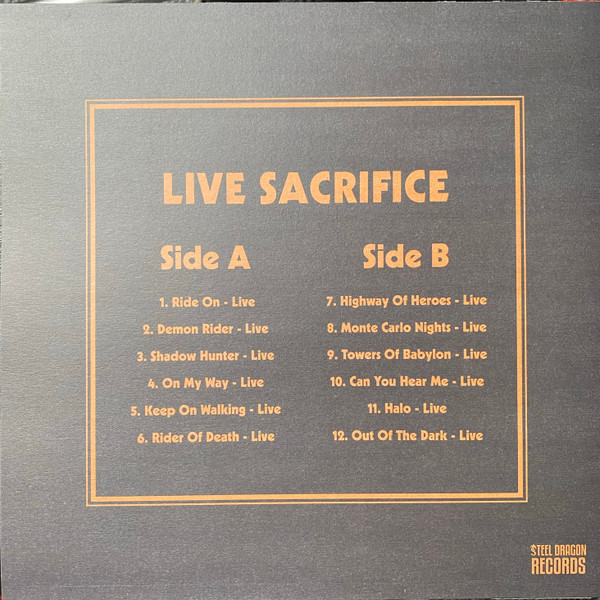 LIVE SACRIFICE
Side A
1. Ride On - Live
2. Demon Rider - Live
3. Shadow Hunter - Live
4. On My Way - Live
5. Keep On Walking - Live
6. Rider Of Death - Live
Side B
7. Highway Of Heroes - Live
8. Monte Carlo Nights - Live
9. Towers Of Babylon - Live
10. Can You Hear Me - Live
11. Halo - Live
12. Out Of The Dark - Live
STEEL DRAGON
RECORDS